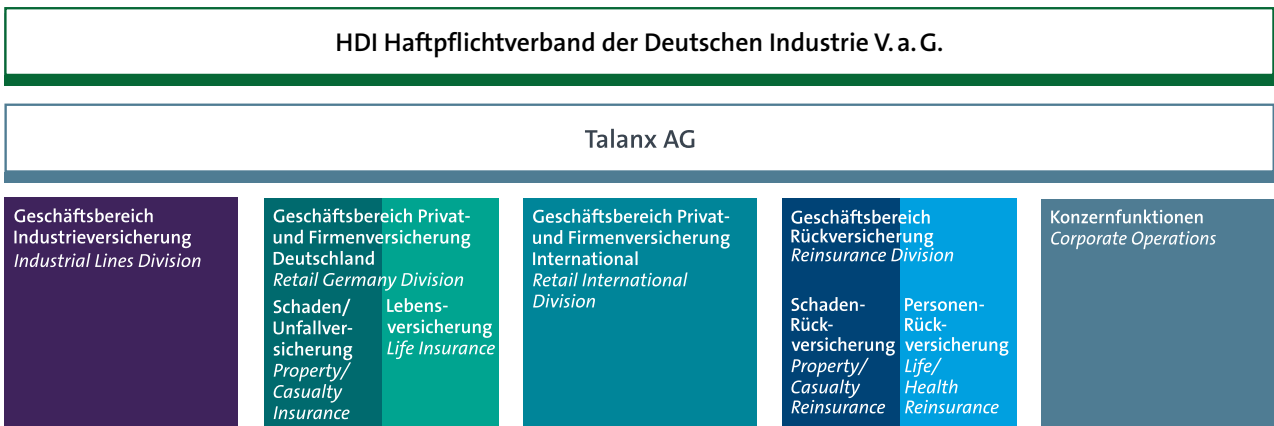 HDI Haftpflichtverband der Deutschen Industrie V. a. G.
Talanx AG
Geschäftsbereich
Industrieversicherung
Industrial Lines Division
Geschäftsbereich Privat-
und Firmenversicherung
Deutschland
Retail Germany Division
Schaden/
Unfallver-
sicherung
Property/
Casualty
Insurance
Lebens-
versicherung
Life Insurance
Geschäftsbereich Privat-
und Firmenversicherung
International
Retail International
Division
Geschäftsbereich
Rückversicherung
Reinsurance Division
Schaden-
Rück-
versicherung
Property/
Casualty
Reinsurance
Personen-
Rück-
versicherung
Life/
Health
Reinsurance
Konzernfunktionen
Corporate Operations